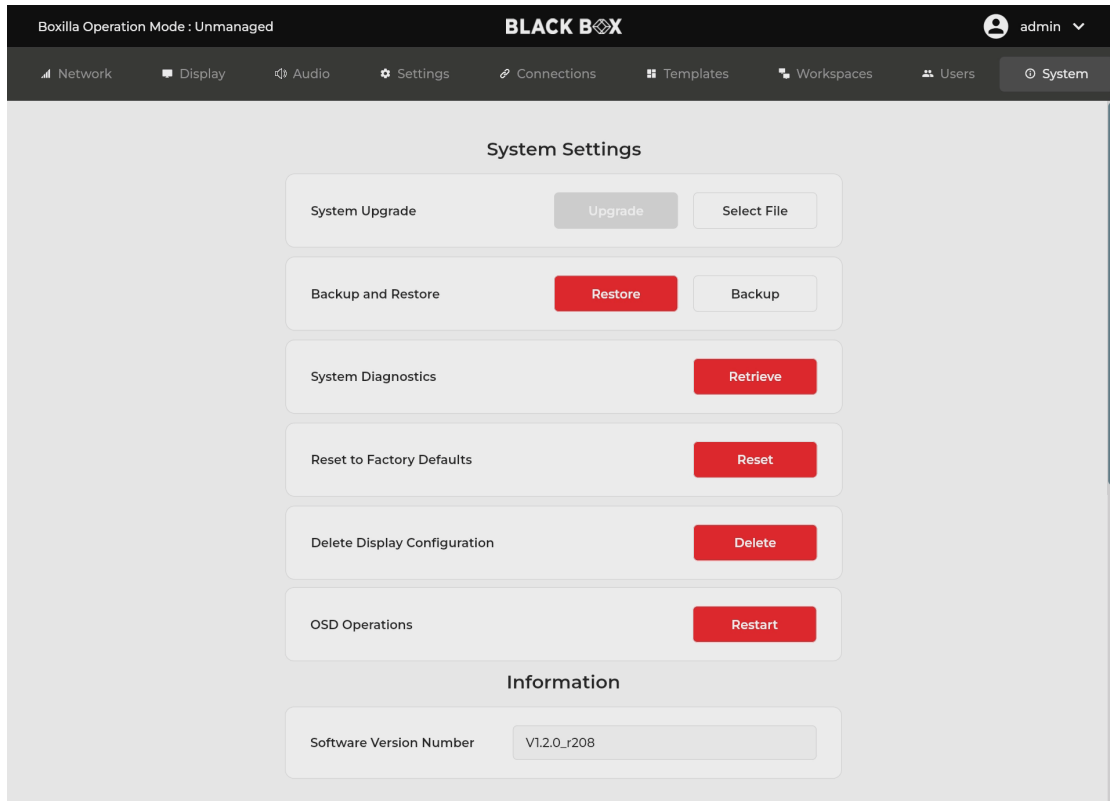 Boxilla Operation Mode : Unmanaged BLACK BOX admin
Network Display Audio Settings Connections Templates Workspaces Users System
System Settings
System Upgrade Upgrade Select File
Backup and Restore Restore Backup
System Diagnostics Retrieve
Reset to Factory Defaults Reset
Delete Display Configuration Delete
OSD Operations Restart
Information
Software Version Number V1.2.0_r208